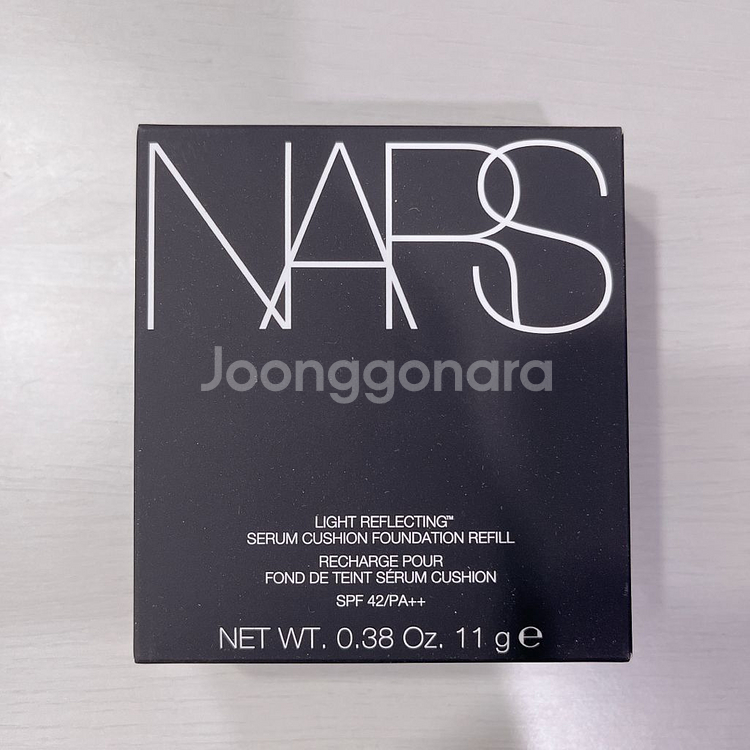 NARS
Joonggonara
LIGHT REFLECTING™
SERUM CUSHION FOUNDATION REFILL
RECHARGE POUR
FOND DE TEINT SÉRUM CUSHION
SPF 42/PA++
NET WT. 0.38 Oz. 11 g ℮